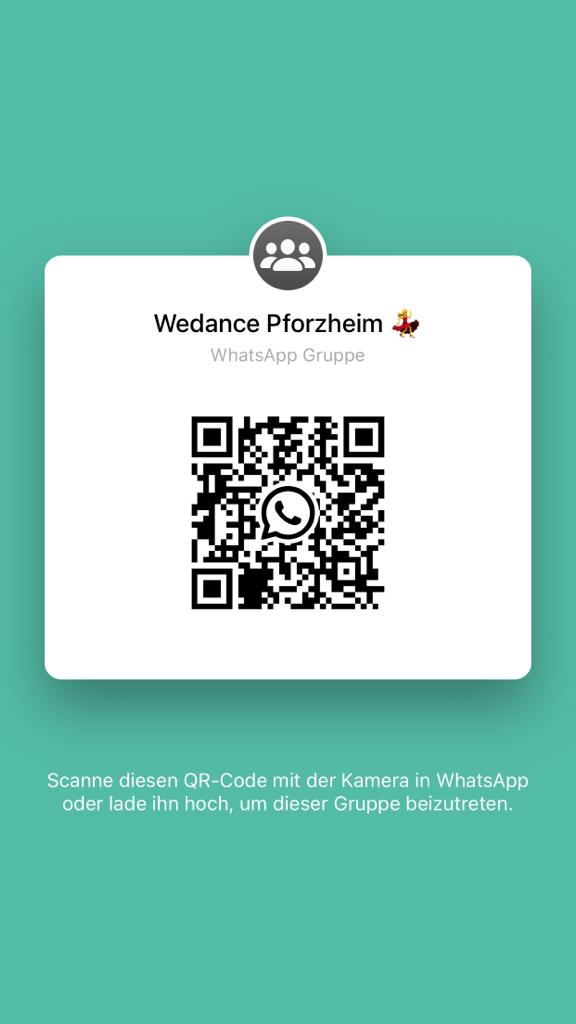 Wedance Pforzheim 💃
WhatsApp Gruppe
Scanne diesen QR-Code mit der Kamera in WhatsApp
oder lade ihn hoch, um dieser Gruppe beizutreten.